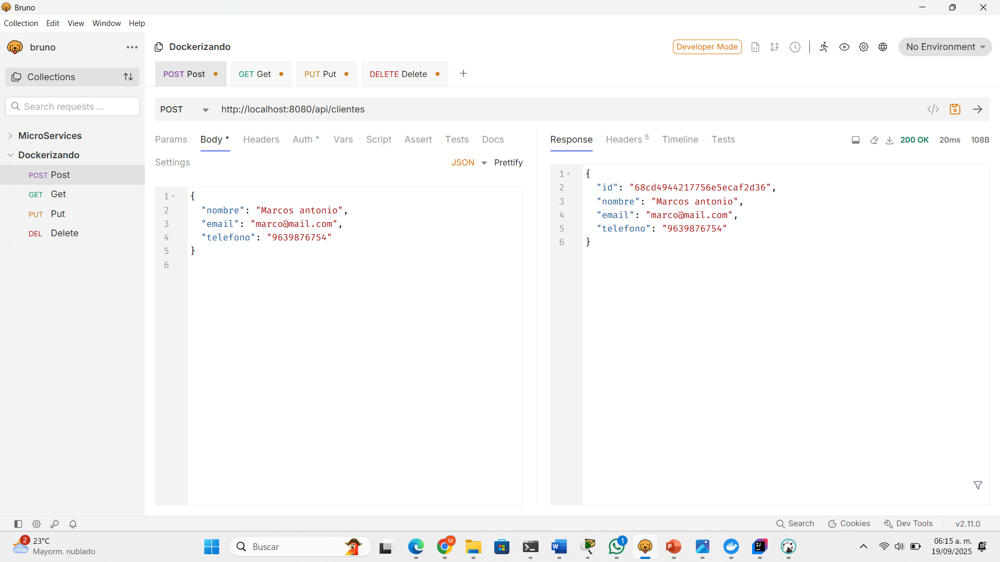 Bruno
Collection Edit View Window Help
bruno
Dockerizando
Developer Mode
No Environment
Collections
POST Post
GET Get
PUT Put
DELETE Delete
Search requests ...
POST http://localhost:8080/api/clientes
MicroServices
Dockerizando
POST Post
GET Get
PUT Put
DEL Delete
Params Body Headers Auth Vars Script Assert Tests Docs
Settings JSON Prettify
1 {
2 "nombre": "Marcos antonio",
3 "email": "marco@mail.com",
4 "telefono": "9639876754"
5 }
6
Response Headers 5 Timeline Tests 200 OK 20ms 108B
1 {
2 "id": "68cd4944217756e5ecaf2d36",
3 "nombre": "Marcos antonio",
4 "email": "marco@mail.com",
5 "telefono": "9639876754"
6 }
Search Cookies Dev Tools v2.11.0
2 23°C
Mayorm. nublado
Buscar
M
W
1
P
IJ
06:15 a. m.
19/09/2025